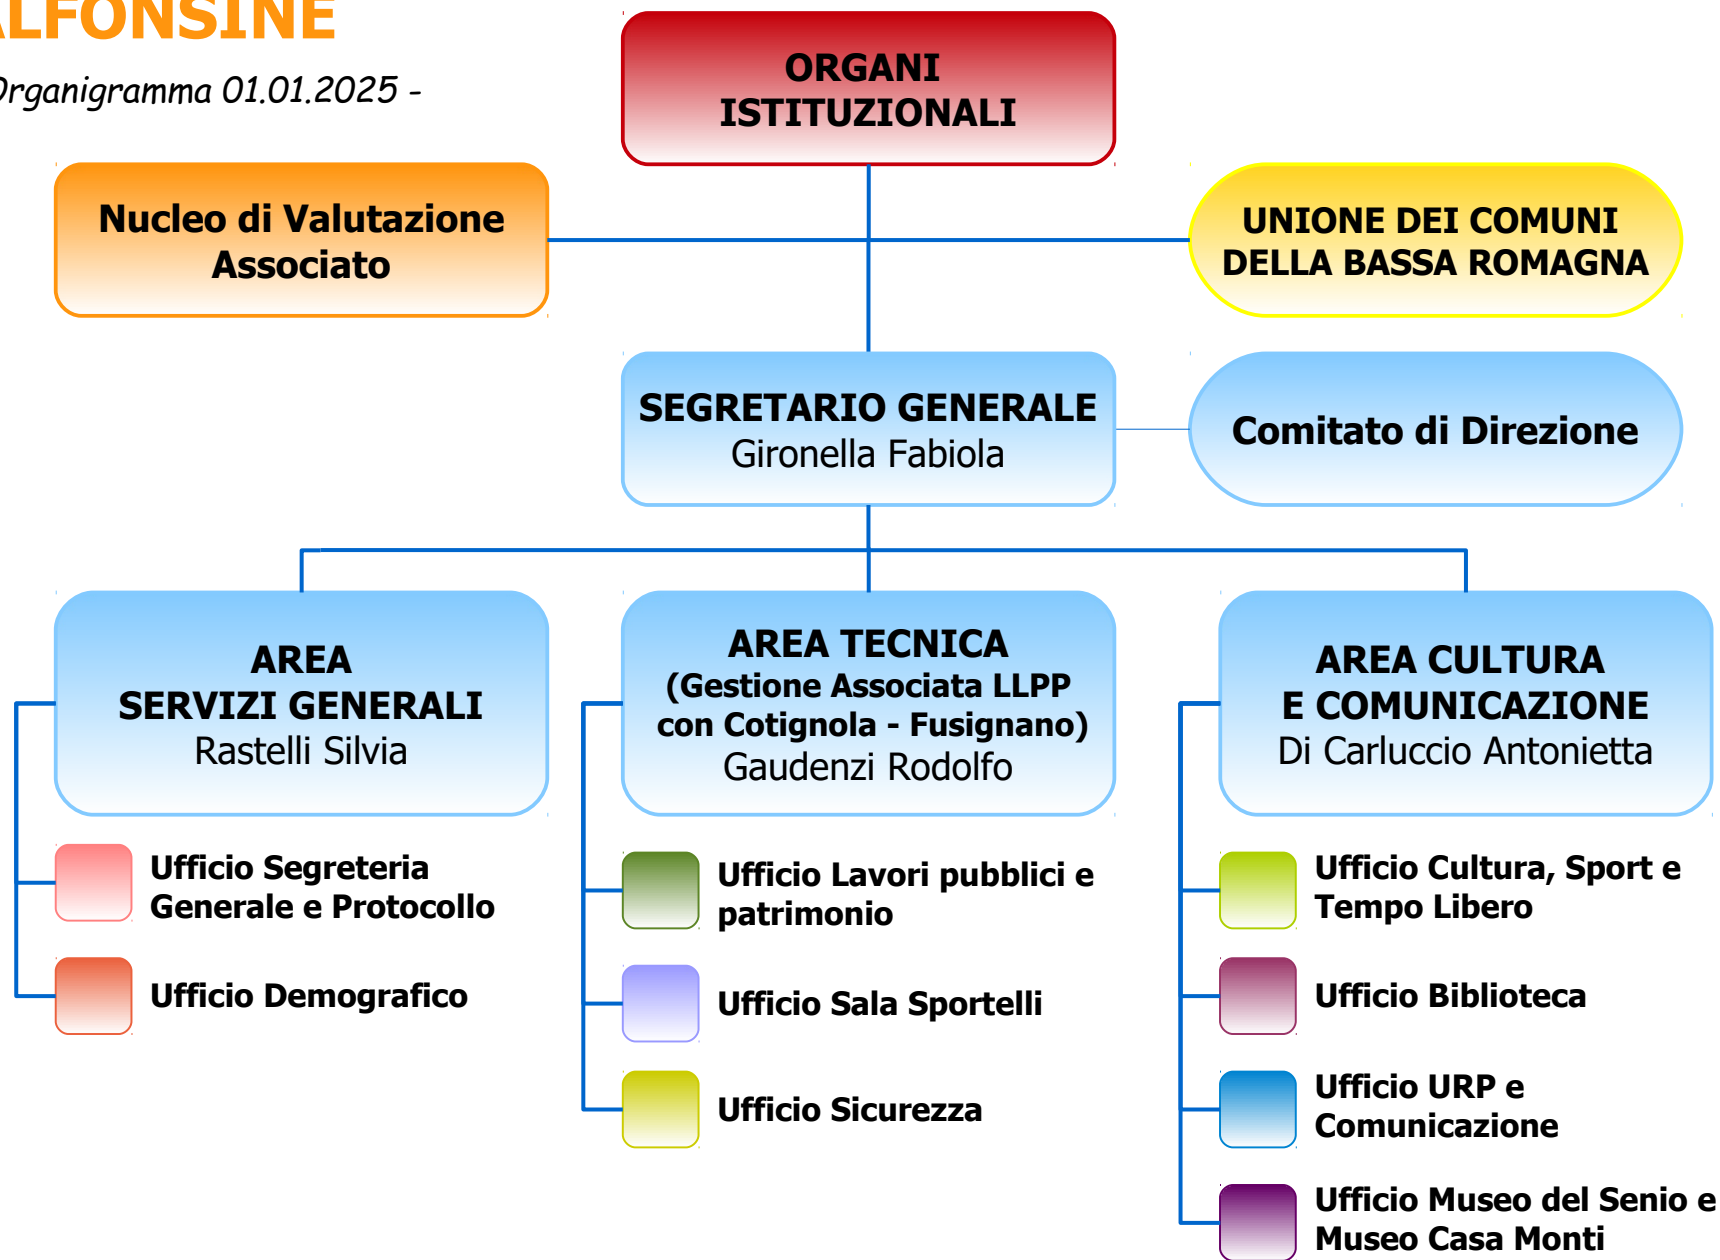 ALFONSINE
Organigramma 01.01.2025 -
ORGANI
ISTITUZIONALI
Nucleo di Valutazione
Associato
UNIONE DEI COMUNI
DELLA BASSA ROMAGNA
SEGRETARIO GENERALE
Gironella Fabiola
Comitato di Direzione
AREA
SERVIZI GENERALI
Rastelli Silvia
Ufficio Segreteria
Generale e Protocollo
Ufficio Demografico
AREA TECNICA
(Gestione Associata LLPP
con Cotignola - Fusignano)
Gaudenzi Rodolfo
Ufficio Lavori pubblici e
patrimonio
Ufficio Sala Sportelli
Ufficio Sicurezza
AREA CULTURA
E COMUNICAZIONE
Di Carluccio Antonietta
Ufficio Cultura, Sport e
Tempo Libero
Ufficio Biblioteca
Ufficio URP e
Comunicazione
Ufficio Museo del Senio e
Museo Casa Monti